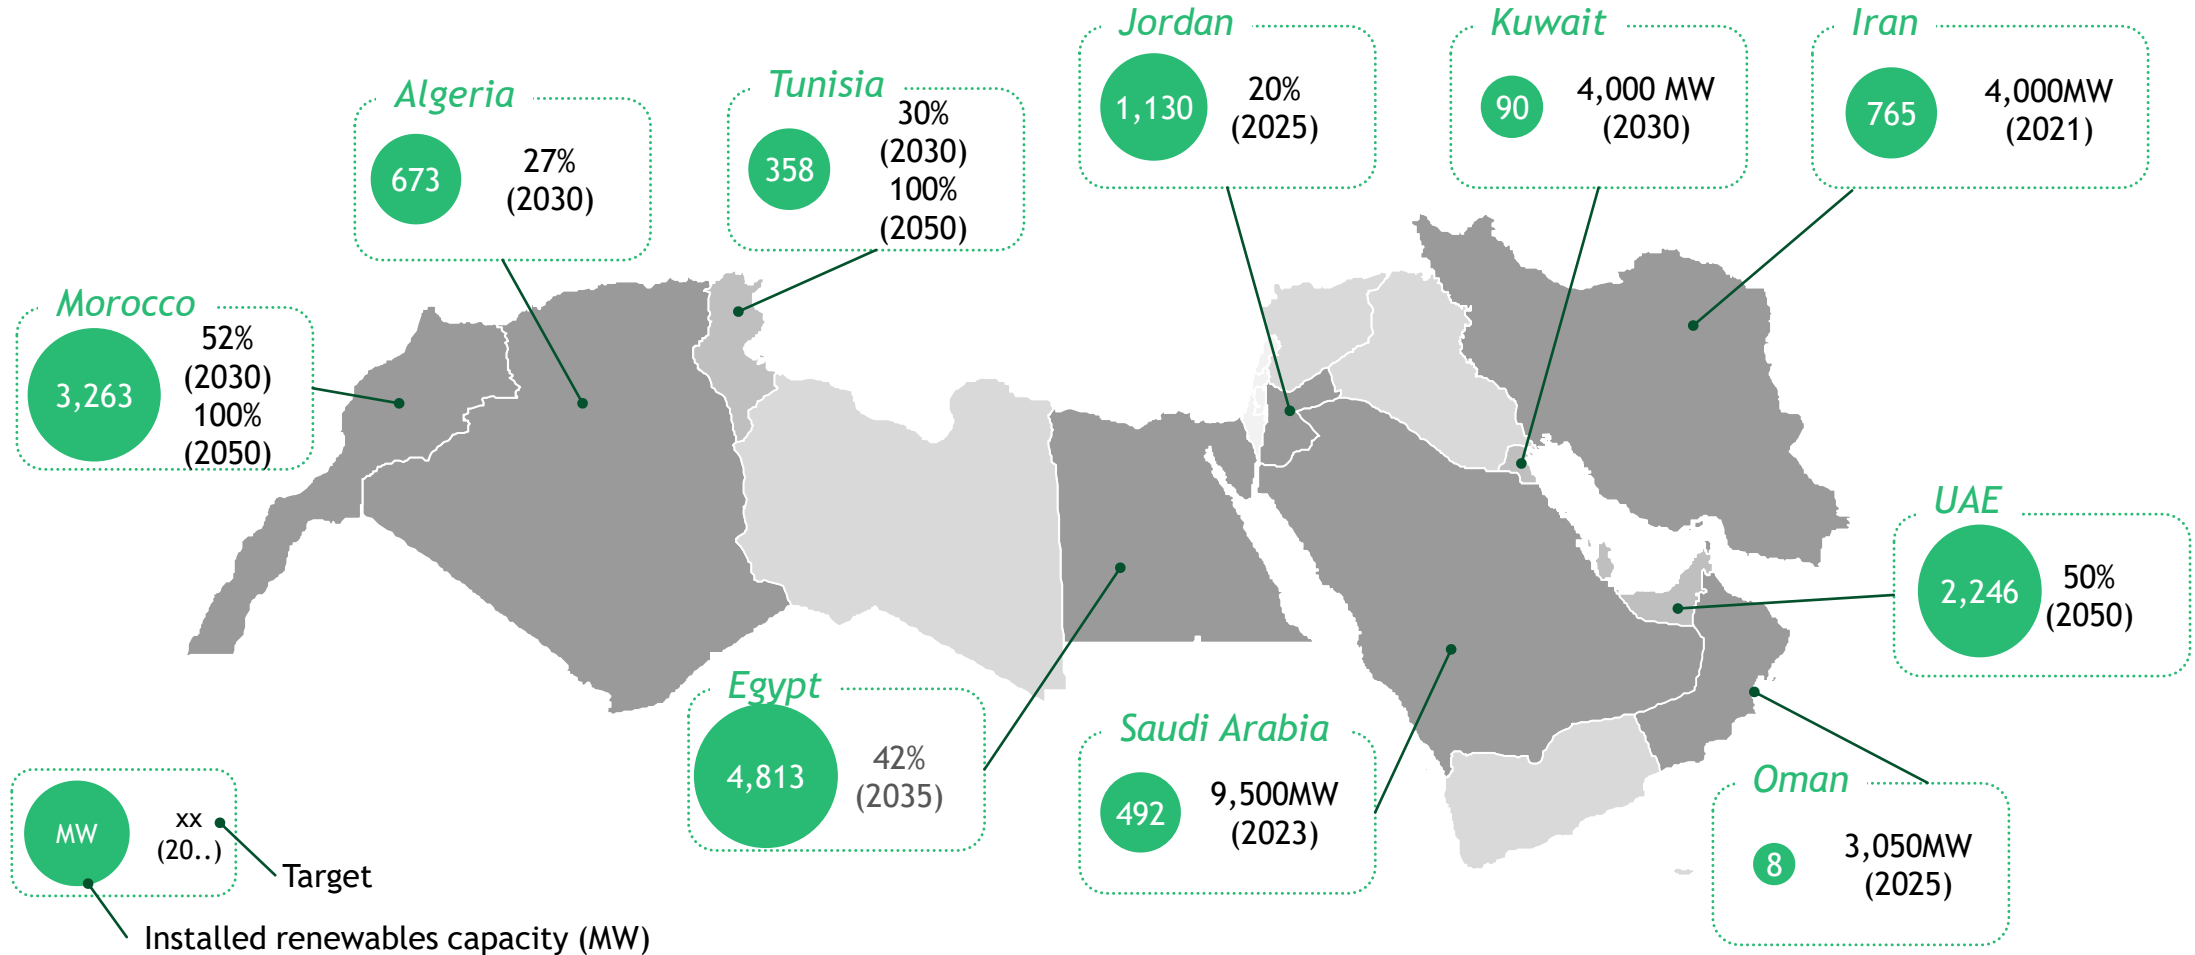 Jordan
1,130
20%
(2025)
Kuwait
90
4,000 MW
(2030)
Iran
765
4,000MW
(2021)
Algeria
673
27%
(2030)
Tunisia
358
30%
(2030)
100%
(2050)
Morocco
3,263
52%
(2030)
100%
(2050)
UAE
2,246
50%
(2050)
Egypt
4,813
42%
(2035)
Saudi Arabia
492
9,500MW
(2023)
Oman
8
3,050MW
(2025)
MW
xx
(20..)
Target
Installed renewables capacity (MW)